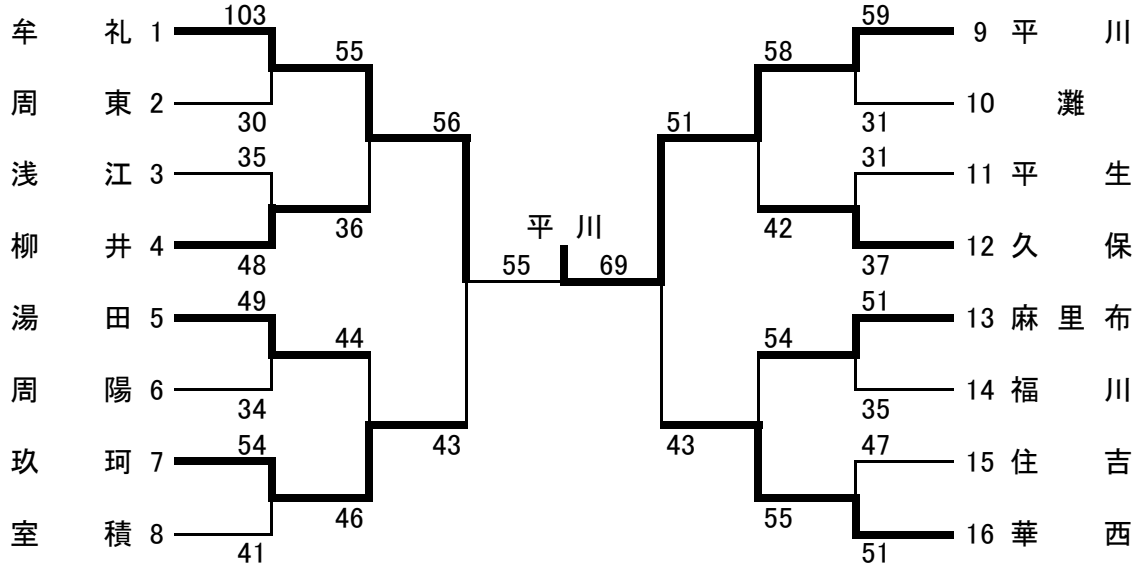 103 59
牟礼 1 9 平川
55 58
周東 2 10 灘
30 31
56 51
35 31
浅江 3 11 平生
36 平川 42
柳井 4 12 久保
48 37
55 69
49 51
湯田 5 13 麻里布
44 54
周陽 6 14 福川
34 35
43 43
54 47
玖珂 7 15 住吉
46 55
室積 8 16 華西
41 51